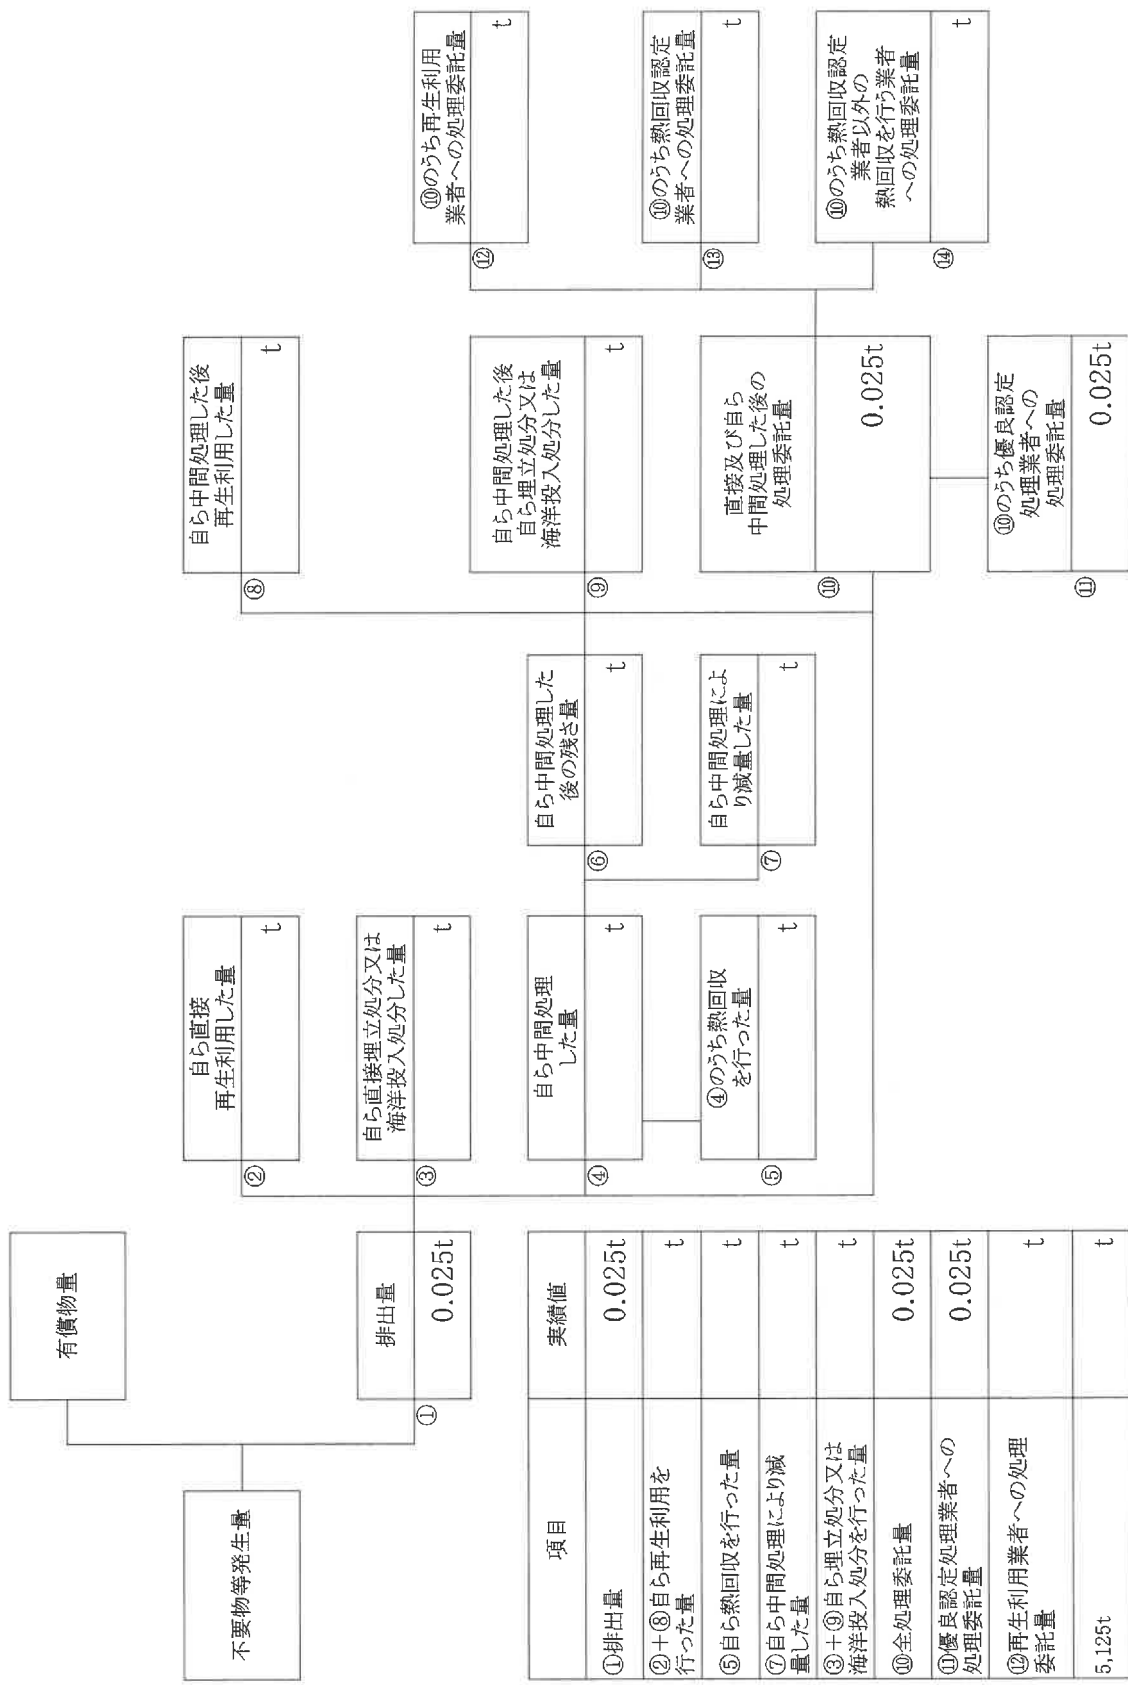 有償物量
不要物等発生量
排出量
①
0.025t
自ら直接
再生利用した量
②
t
自ら直接埋立処分又は
海洋投入処分した量
③
t
自ら中間処理
した量
④
t
④のうち熱回収
を行った量
⑤
t
自ら中間処理した
後の残さ量
⑥
t
自ら中間処理によ
り減量した量
⑦
t
自ら中間処理した後
再生利用した量
⑧
t
自ら中間処理した後
自ら埋立処分又は
海洋投入処分した量
⑨
t
直接及び自ら
中間処理した後の
処理委託量
⑩
0.025t
⑩のうち優良認定
処理業者への
処理委託量
⑪
0.025t
⑩のうち再生利用
業者への処理委託量
⑫
t
⑩のうち熱回収認定
業者への処理委託量
⑬
t
⑩のうち熱回収認定
業者以外の
熱回収を行う業者
への処理委託量
⑭
t
項目 実績値
①排出量 0.025t
②+⑧自ら再生利用を
行った量 t
⑤自ら熱回収を行った量 t
⑦自ら中間処理により減
量した量 t
③+⑨自ら埋立処分又は
海洋投入処分を行った量 t
⑩全処理委託量 0.025t
⑪優良認定処理業者への
処理委託量 0.025t
⑫再生利用業者への処理
委託量 t
5,125t t